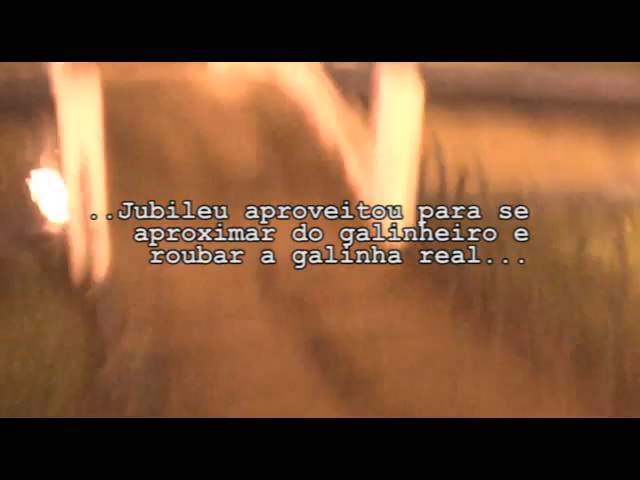 ..Jubileu aproveitou para se
aproximar do galinheiro e
roubar a galinha real...